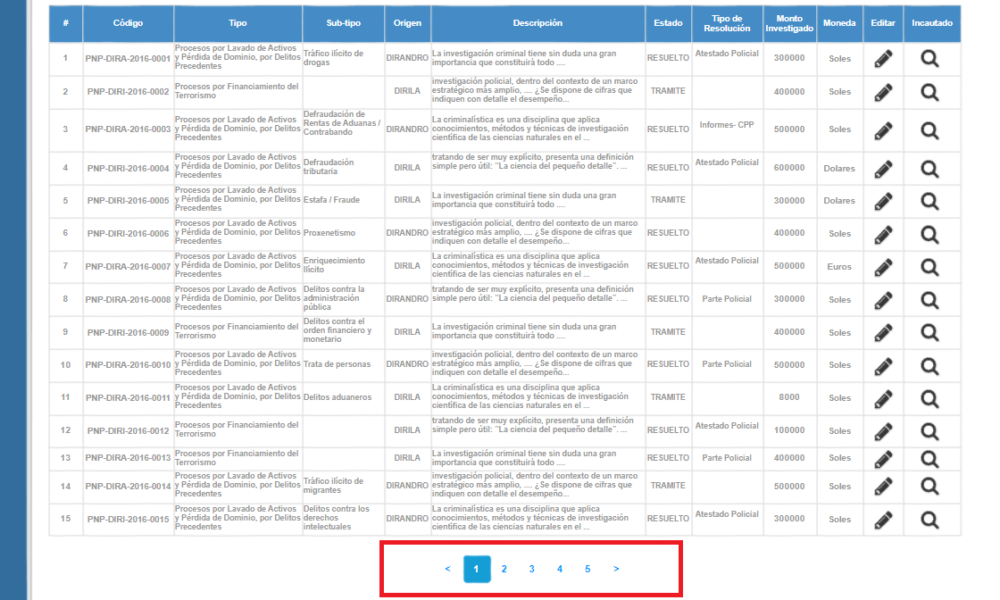 # Código Tipo Sub-tipo Origen Descripción Estado Tipo de Resolución Monto Investigado Moneda Editar Incautado
1 PNP-DIRA-2016-0001 Procesos por Lavado de Activos y Pérdida de Dominio, por Delitos Precedentes Tráfico ilícito de drogas DIRANDRO La investigación criminal tiene sin duda una gran importancia que constituirá todo .... RESUELTO Atestado Policial 300000 Soles
2 PNP-DIRI-2016-0002 Procesos por Financiamiento del Terrorismo DIRILA investigación policial, dentro del contexto de un marco estratégico más amplio, .... ¿Se dispone de cifras que indiquen con detalle el desempeño... TRAMITE 400000 Soles
3 PNP-DIRA-2016-0003 Procesos por Lavado de Activos y Pérdida de Dominio, por Delitos Precedentes Defraudación de Rentas de Aduanas / Contrabando DIRANDRO La criminalística es una disciplina que aplica conocimientos, métodos y técnicas de investigación científica de las ciencias naturales en el ... RESUELTO Informes- CPP 500000 Soles
4 PNP-DIRI-2016-0004 Procesos por Lavado de Activos y Pérdida de Dominio, por Delitos Precedentes Defraudación tributaria DIRILA tratando de ser muy explícito, presenta una definición simple pero útil: "La ciencia del pequeño detalle". ... RESUELTO Atestado Policial 600000 Dolares
5 PNP-DIRI-2016-0005 Procesos por Lavado de Activos y Pérdida de Dominio, por Delitos Precedentes Estafa / Fraude DIRILA La investigación criminal tiene sin duda una gran importancia que constituirá todo .... TRAMITE 300000 Dolares
6 PNP-DIRI-2016-0006 Procesos por Lavado de Activos y Pérdida de Dominio, por Delitos Precedentes Proxenetismo DIRANDRO investigación policial, dentro del contexto de un marco estratégico más amplio, .... ¿Se dispone de cifras que indiquen con detalle el desempeño... RESUELTO 400000 Soles
7 PNP-DIRA-2016-0007 Procesos por Lavado de Activos y Pérdida de Dominio, por Delitos Precedentes Enriquecimiento Ilícito DIRILA La criminalística es una disciplina que aplica conocimientos, métodos y técnicas de investigación científica de las ciencias naturales en el ... RESUELTO Atestado Policial 500000 Euros
8 PNP-DIRA-2016-0008 Procesos por Lavado de Activos y Pérdida de Dominio, por Delitos Precedentes Delitos contra la administración pública DIRANDRO tratando de ser muy explícito, presenta una definición simple pero útil: "La ciencia del pequeño detalle". ... RESUELTO Parte Policial 300000 Soles
9 PNP-DIRI-2016-0009 Procesos por Financiamiento del Terrorismo Delitos contra el orden financiero y monetario DIRILA La investigación criminal tiene sin duda una gran importancia que constituirá todo .... TRAMITE 400000 Soles
10 PNP-DIRA-2016-0010 Procesos por Lavado de Activos y Pérdida de Dominio, por Delitos Precedentes Trata de personas DIRANDRO investigación policial, dentro del contexto de un marco estratégico más amplio, .... ¿Se dispone de cifras que indiquen con detalle el desempeño... RESUELTO Parte Policial 500000 Soles
11 PNP-DIRA-2016-0011 Procesos por Lavado de Activos y Pérdida de Dominio, por Delitos Precedentes Delitos aduaneros DIRILA La criminalística es una disciplina que aplica conocimientos, métodos y técnicas de investigación científica de las ciencias naturales en el ... TRAMITE 8000 Soles
12 PNP-DIRI-2016-0012 Procesos por Financiamiento del Terrorismo DIRILA tratando de ser muy explícito, presenta una definición simple pero útil: "La ciencia del pequeño detalle". ... RESUELTO Atestado Policial 100000 Soles
13 PNP-DIRA-2016-0013 Procesos por Financiamiento del Terrorismo DIRILA La investigación criminal tiene sin duda una gran importancia que constituirá todo .... RESUELTO Parte Policial 400000 Soles
14 PNP-DIRA-2016-0014 Procesos por Lavado de Activos y Pérdida de Dominio, por Delitos Precedentes Tráfico ilícito de migrantes DIRANDRO investigación policial, dentro del contexto de un marco estratégico más amplio, .... ¿Se dispone de cifras que indiquen con detalle el desempeño... TRAMITE 500000 Soles
15 PNP-DIRI-2016-0015 Procesos por Lavado de Activos y Pérdida de Dominio, por Delitos Precedentes Delitos contra los derechos intelectuales DIRANDRO La criminalística es una disciplina que aplica conocimientos, métodos y técnicas de investigación científica de las ciencias naturales en el ... RESUELTO Atestado Policial 300000 Soles
< 1 2 3 4 5 >